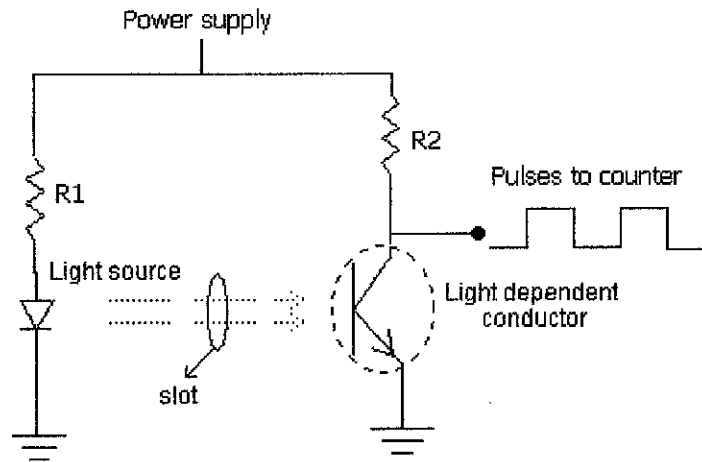 Power supply
R2
R1
Pulses to counter
Light source
Light dependent
conductor
slot